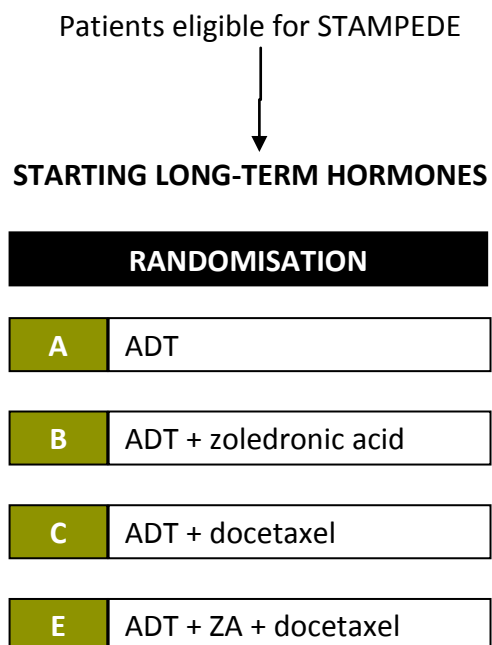 Patients eligible for STAMPEDE
STARTING LONG-TERM HORMONES
RANDOMISATION
A ADT
B ADT + zoledronic acid
C ADT + docetaxel
E ADT + ZA + docetaxel